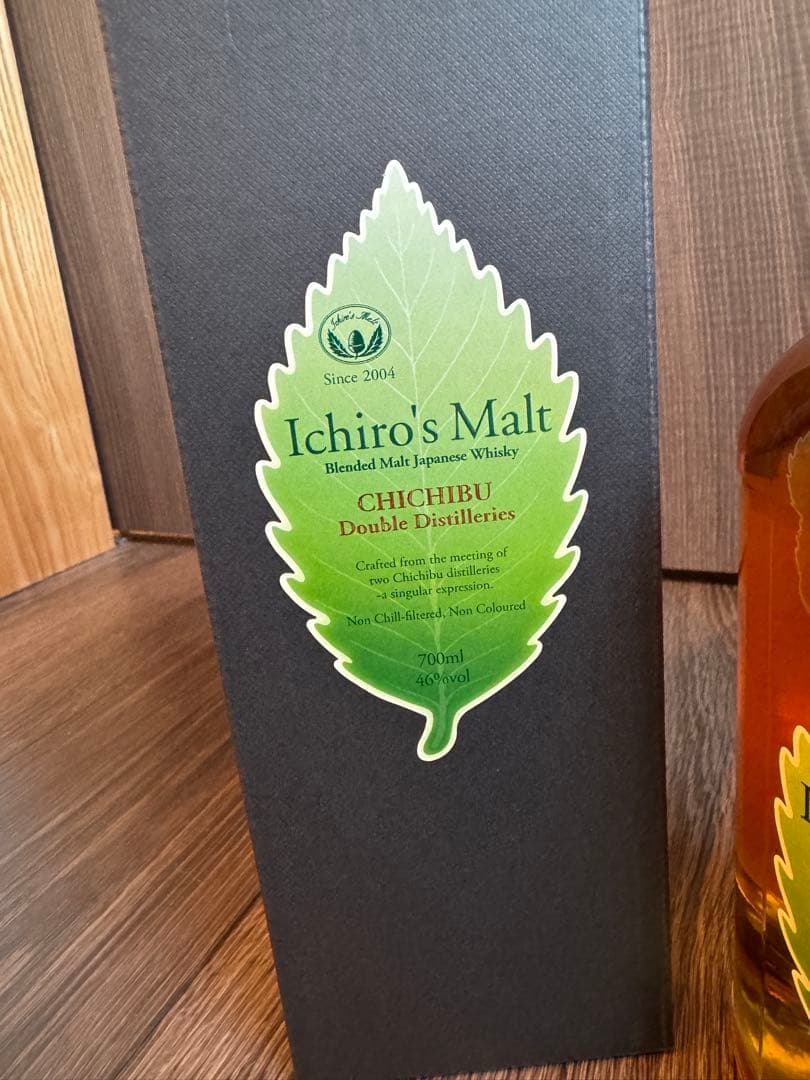 Ichiro's Malt
Since 2004
Ichiro's Malt
Blended Malt Japanese Whisky
CHICHIBU
Double Distilleries
Crafted from the meeting of
two Chichibu distilleries
-a singular expression.
Non Chill-filtered, Non Coloured
700ml
46%vol